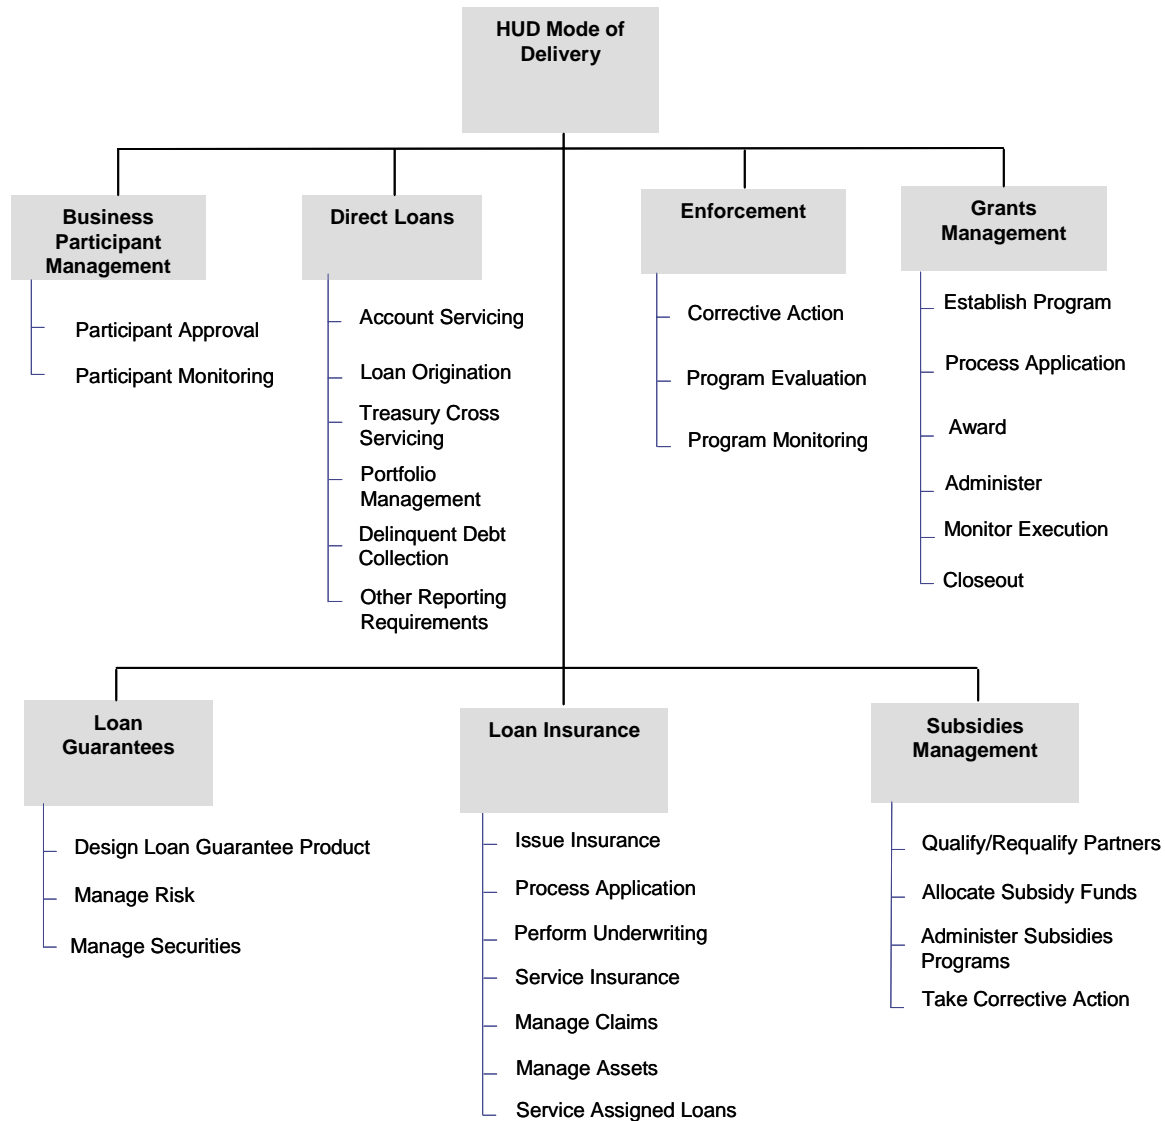 HUD Mode of
Delivery
Business
Participant
Management
Participant Approval
Participant Monitoring
Direct Loans
Account Servicing
Loan Origination
Treasury Cross
Servicing
Portfolio
Management
Delinquent Debt
Collection
Other Reporting
Requirements
Enforcement
Corrective Action
Program Evaluation
Program Monitoring
Grants
Management
Establish Program
Process Application
Award
Administer
Monitor Execution
Closeout
Loan
Guarantees
Design Loan Guarantee Product
Manage Risk
Manage Securities
Loan Insurance
Issue Insurance
Process Application
Perform Underwriting
Service Insurance
Manage Claims
Manage Assets
Service Assigned Loans
Subsidies
Management
Qualify/Requalify Partners
Allocate Subsidy Funds
Administer Subsidies
Programs
Take Corrective Action